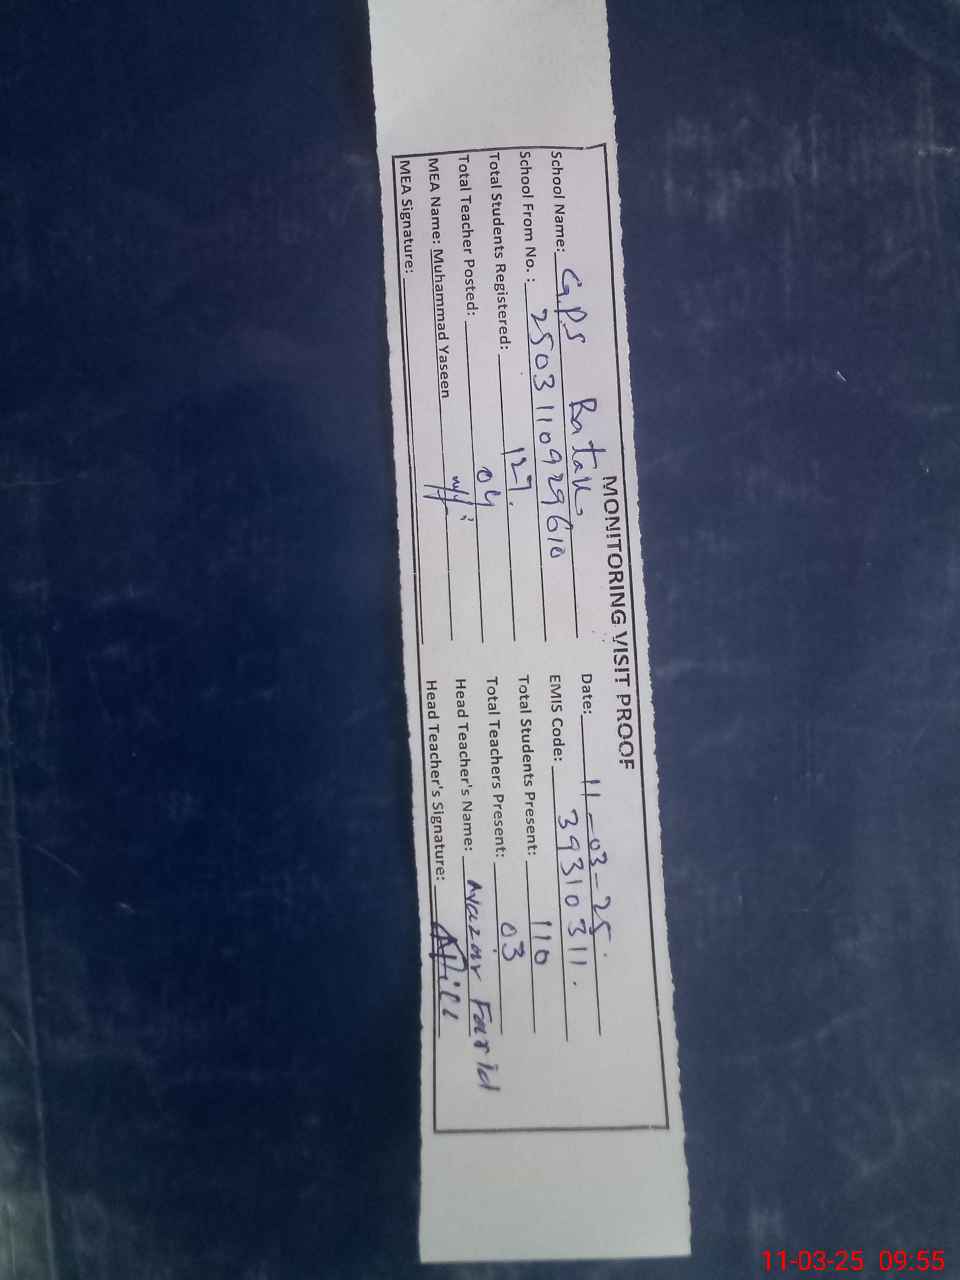 MONITORING VISIT PROOF
School Name: GPS Ratak Date: 11-03-25.
School From No. : 2503110929610 EMIS Code: 39310311.
Total Students Registered: 127. Total Students Present: 110
Total Teacher Posted: 04 Total Teachers Present: 03
MEA Name: Muhammad Yaseen Head Teacher's Name: Farid
MEA Signature: Head Teacher's Signature:
11-03-25 09:55